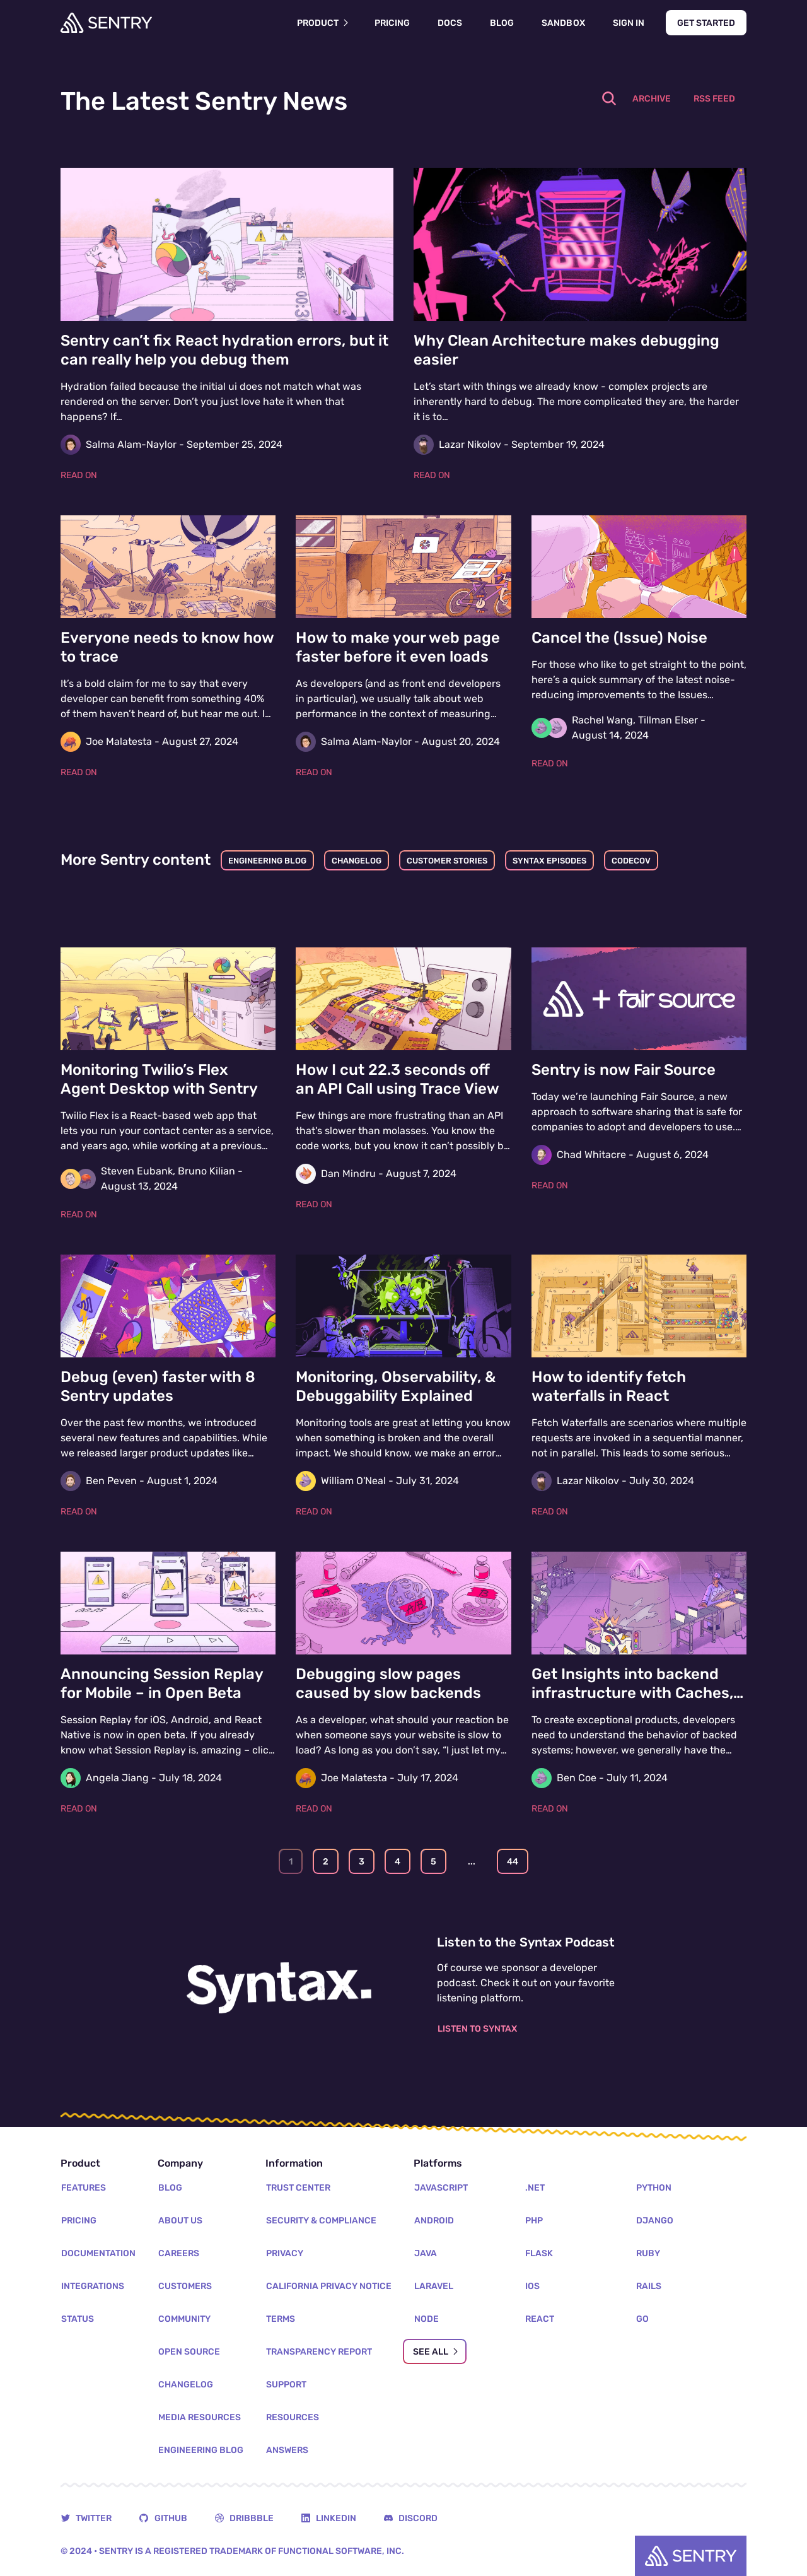 SENTRY
PRODUCT
PRICING
DOCS
BLOG
SANDBOX
SIGN IN
GET STARTED
The Latest Sentry News
ARCHIVE
RSS FEED
Sentry can’t fix React hydration errors, but it
can really help you debug them
Hydration failed because the initial ui does not match what was
rendered on the server. Don’t you just love hate it when that
happens? If...
Salma Alam-Naylor - September 25, 2024
READ ON
Why Clean Architecture makes debugging
easier
Let’s start with things we already know - complex projects are
inherently hard to debug. The more complicated they are, the harder
it is to...
Lazar Nikolov - September 19, 2024
READ ON
Everyone needs to know how
to trace
It’s a bold claim for me to say that every
developer can benefit from something 40%
of them haven’t heard of, but hear me out. I...
Joe Malatesta - August 27, 2024
READ ON
How to make your web page
faster before it even loads
As developers (and as front end developers
in particular), we usually talk about web
performance in the context of measuring...
Salma Alam-Naylor - August 20, 2024
READ ON
Cancel the (Issue) Noise
For those who like to get straight to the point,
here’s a quick summary of the latest noise-
reducing improvements to the Issues...
Rachel Wang, Tillman Elser -
August 14, 2024
READ ON
More Sentry content
ENGINEERING BLOG
CHANGELOG
CUSTOMER STORIES
SYNTAX EPISODES
CODECOV
+ fair source
Monitoring Twilio’s Flex
Agent Desktop with Sentry
Twilio Flex is a React-based web app that
lets you run your contact center as a service,
and years ago, while working at a previous...
Steven Eubank, Bruno Kilian -
August 13, 2024
READ ON
How I cut 22.3 seconds off
an API Call using Trace View
Few things are more frustrating than an API
that’s slower than molasses. You know the
code works, but you know it can’t possibly b...
Dan Mindru - August 7, 2024
READ ON
Sentry is now Fair Source
Today we’re launching Fair Source, a new
approach to software sharing that is safe for
companies to adopt and developers to use....
Chad Whitacre - August 6, 2024
READ ON
Debug (even) faster with 8
Sentry updates
Over the past few months, we introduced
several new features and capabilities. While
we released larger product updates like...
Ben Peven - August 1, 2024
READ ON
Monitoring, Observability, &
Debuggability Explained
Monitoring tools are great at letting you know
when something is broken and the overall
impact. We should know, we make an error...
William O'Neal - July 31, 2024
READ ON
How to identify fetch
waterfalls in React
Fetch Waterfalls are scenarios where multiple
requests are invoked in a sequential manner,
not in parallel. This leads to some serious...
Lazar Nikolov - July 30, 2024
READ ON
Announcing Session Replay
for Mobile – in Open Beta
Session Replay for iOS, Android, and React
Native is now in open beta. If you already
know what Session Replay is, amazing – clic...
Angela Jiang - July 18, 2024
READ ON
A/B
Debugging slow pages
caused by slow backends
As a developer, what should your reaction be
when someone says your website is slow to
load? As long as you don’t say, “I just let my...
Joe Malatesta - July 17, 2024
READ ON
Get Insights into backend
infrastructure with Caches,...
To create exceptional products, developers
need to understand the behavior of backed
systems; however, we generally have the...
Ben Coe - July 11, 2024
READ ON
1 2 3 4 5 ... 44
Syntax.
Listen to the Syntax Podcast
Of course we sponsor a developer
podcast. Check it out on your favorite
listening platform.
LISTEN TO SYNTAX
Product
FEATURES
PRICING
DOCUMENTATION
INTEGRATIONS
STATUS
Company
BLOG
ABOUT US
CAREERS
CUSTOMERS
COMMUNITY
OPEN SOURCE
CHANGELOG
MEDIA RESOURCES
ENGINEERING BLOG
Information
TRUST CENTER
SECURITY & COMPLIANCE
PRIVACY
CALIFORNIA PRIVACY NOTICE
TERMS
TRANSPARENCY REPORT
SUPPORT
RESOURCES
ANSWERS
Platforms
JAVASCRIPT
ANDROID
JAVA
LARAVEL
NODE
SEE ALL
.NET
PHP
FLASK
IOS
REACT
PYTHON
DJANGO
RUBY
RAILS
GO
TWITTER
GITHUB
DRIBBBLE
LINKEDIN
DISCORD
© 2024 • SENTRY IS A REGISTERED TRADEMARK OF FUNCTIONAL SOFTWARE, INC.
SENTRY